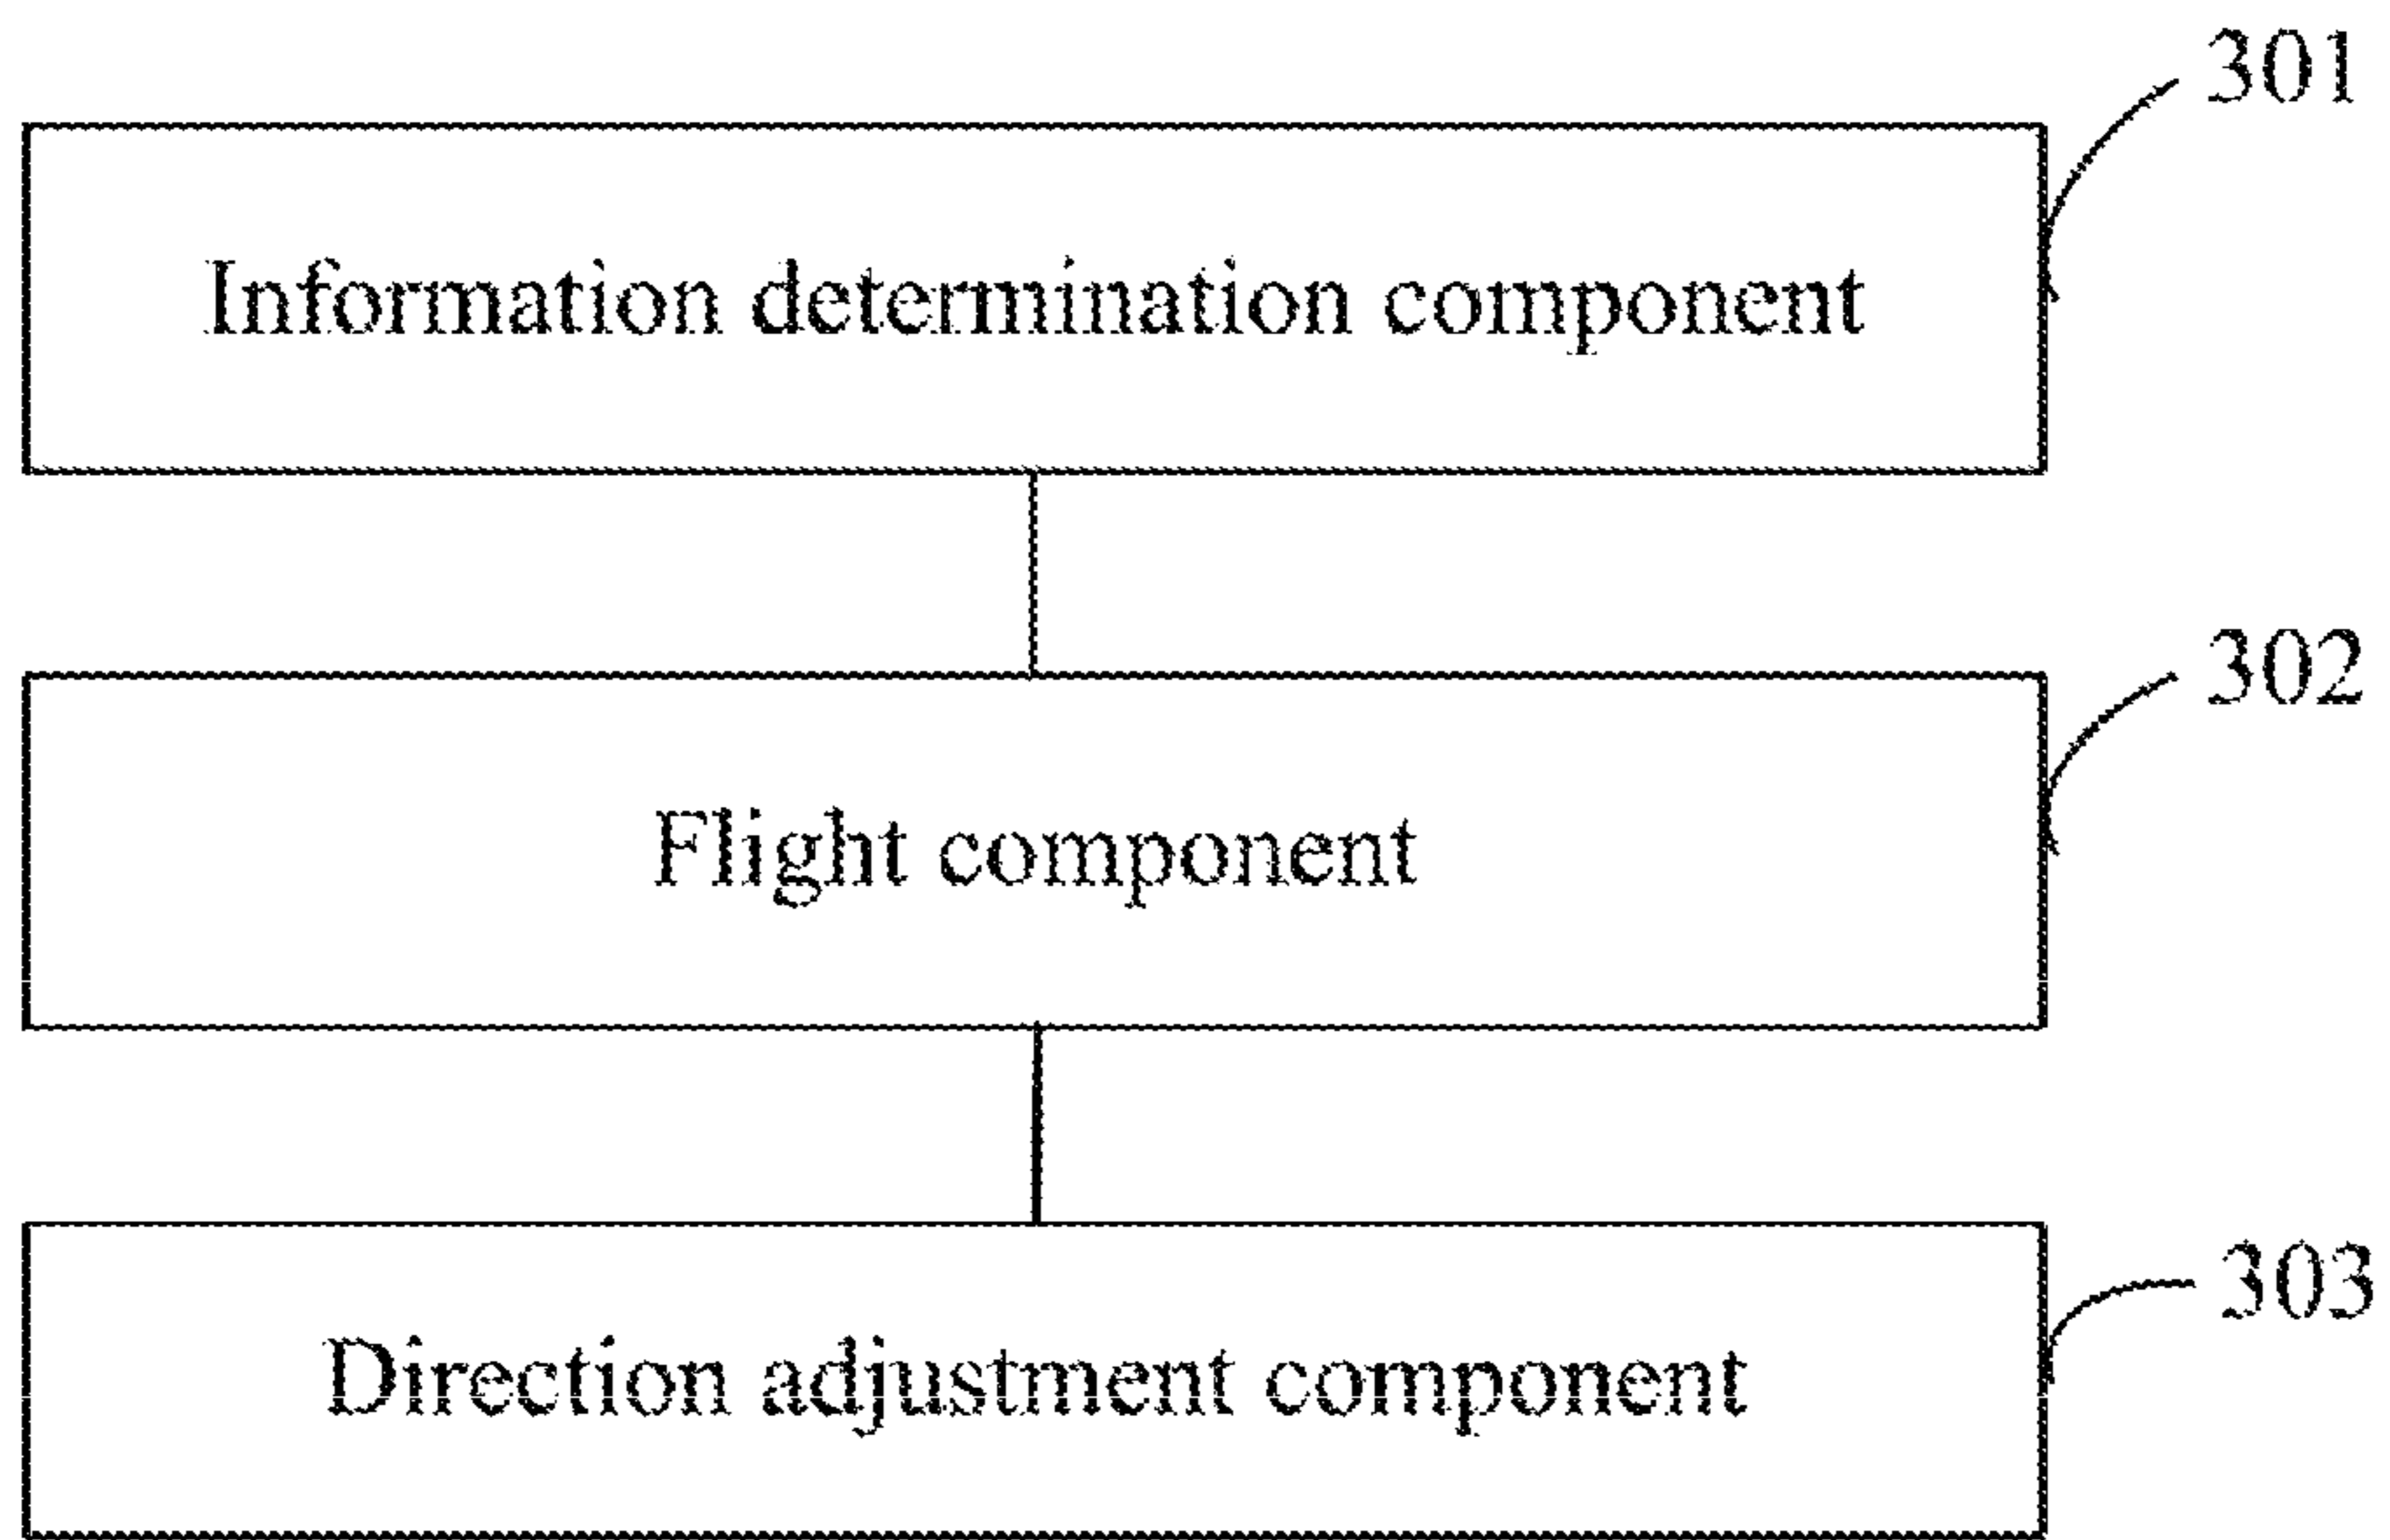 301
Information determination component
302
Flight component
303
Direction adjustment component